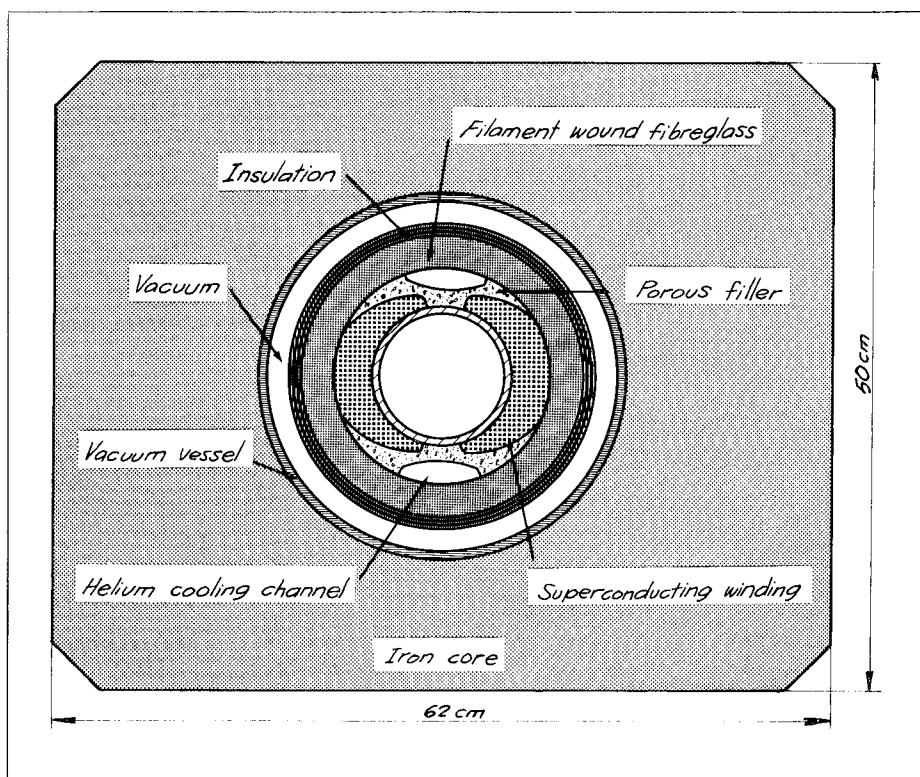 Filament wound fibreglass
Insulation
Vacuum
Porous filler
50 cm
Vacuum vessel
Helium cooling channel
Superconducting winding
Iron core
62 cm